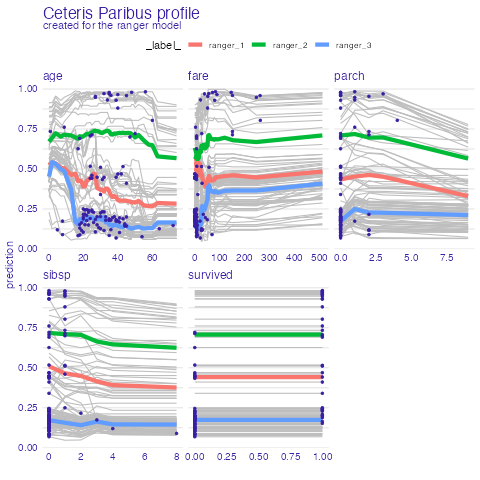 Ceteris Paribus profile
created for the ranger model
_label_ ranger_1 ranger_2 ranger_3
age fare parch
1.00
0.75
0.50
0.25
0.00
0 20 40 60 0 100 200 300 400 500 0.0 2.5 5.0 7.5
prediction
sibsp survived
1.00
0.75
0.50
0.25
0.00
0 2 4 6 8 0.00 0.25 0.50 0.75 1.00